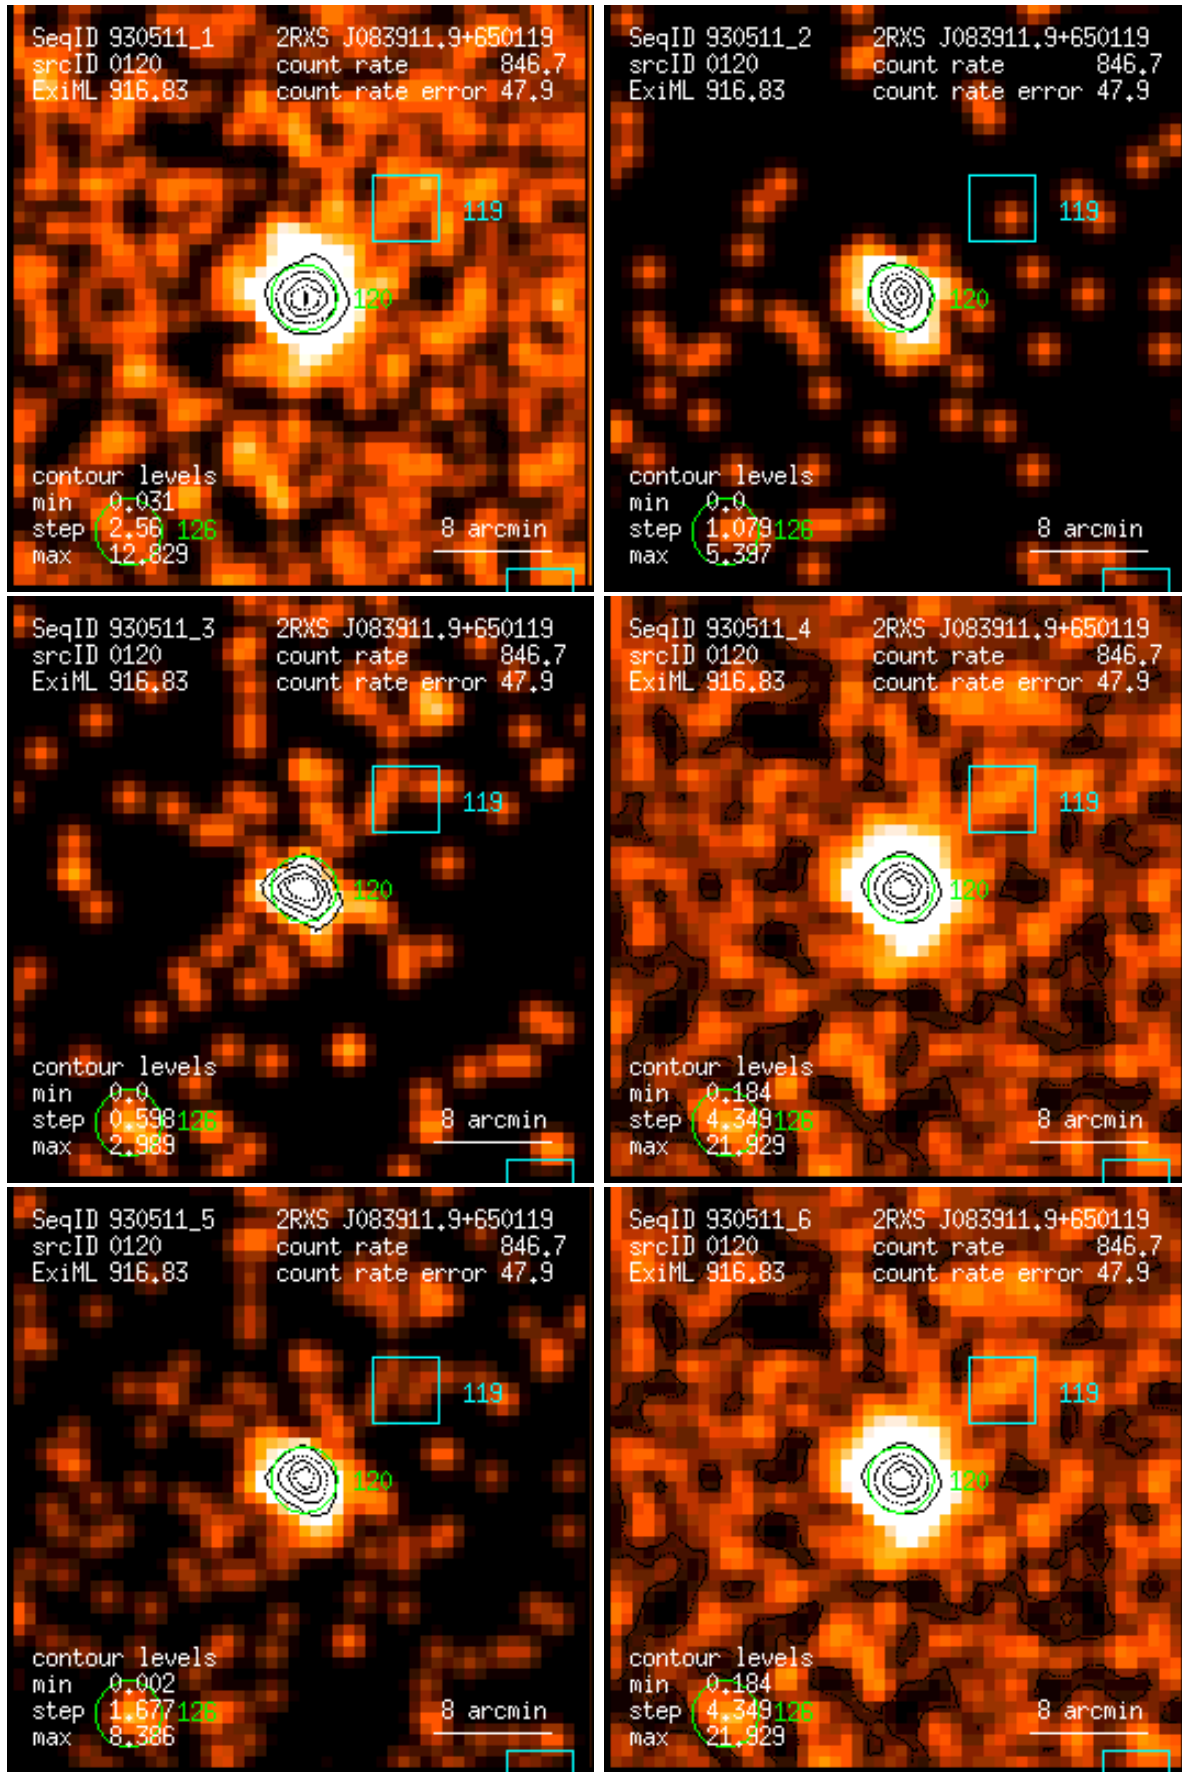 SeqID 930511_1 2RXS J083911.9+650119
srcID 0120 count rate 846.7
ExiML 916.83 count rate error 47.9
119
120
contour levels
min 0.031
step 2.56 126 8 arcmin
max 12.829
SeqID 930511_2 2RXS J083911.9+650119
srcID 0120 count rate 846.7
ExiML 916.83 count rate error 47.9
119
120
contour levels
min 0.0
step 1.079 126 8 arcmin
max 5.397
SeqID 930511_3 2RXS J083911.9+650119
srcID 0120 count rate 846.7
ExiML 916.83 count rate error 47.9
119
120
contour levels
min 0.0
step 0.598 126 8 arcmin
max 2.989
SeqID 930511_4 2RXS J083911.9+650119
srcID 0120 count rate 846.7
ExiML 916.83 count rate error 47.9
119
120
contour levels
min 0.184
step 4.349 126 8 arcmin
max 21.929
SeqID 930511_5 2RXS J083911.9+650119
srcID 0120 count rate 846.7
ExiML 916.83 count rate error 47.9
119
120
contour levels
min 0.002
step 1.677 126 8 arcmin
max 8.386
SeqID 930511_6 2RXS J083911.9+650119
srcID 0120 count rate 846.7
ExiML 916.83 count rate error 47.9
119
120
contour levels
min 0.184
step 4.349 126 8 arcmin
max 21.929